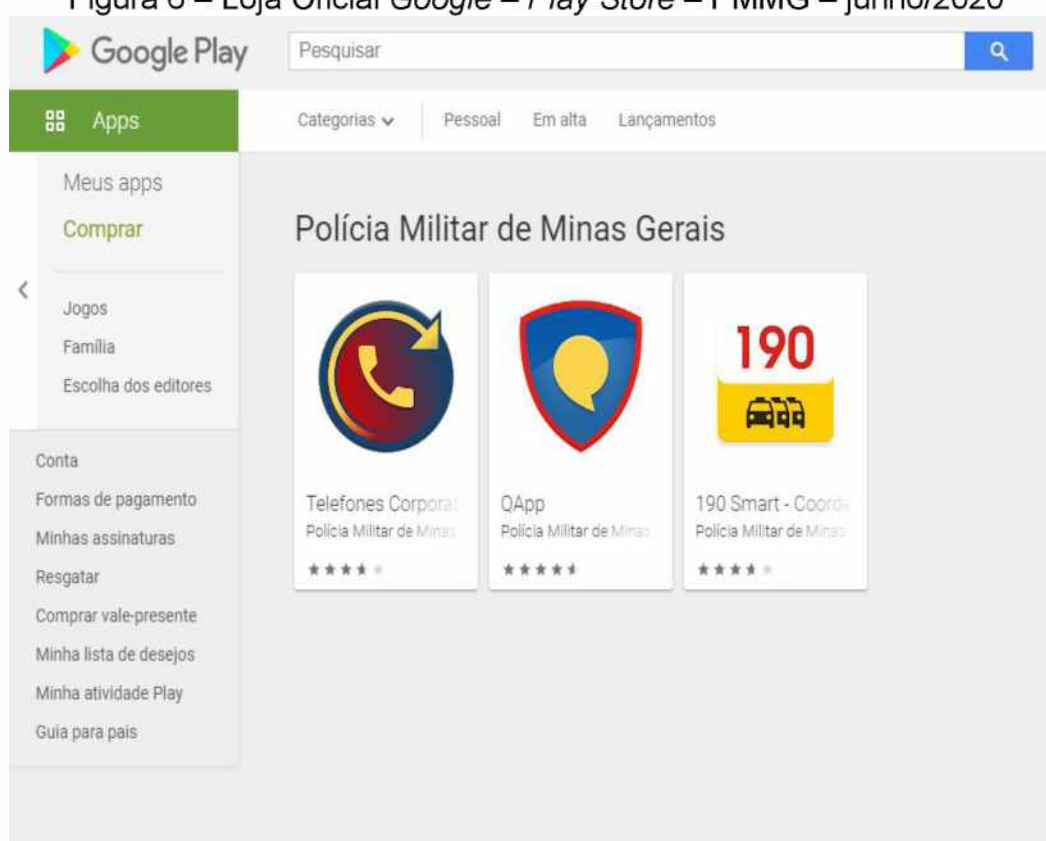 Figura 6 – Loja Oficial Google – Play Store – PMMG – junho/2020
Google Play
Pesquisar
Apps
Categorias
Pessoal
Em alta
Lançamentos
Meus apps
Comprar
Jogos
Família
Escolha dos editores
Conta
Formas de pagamento
Minhas assinaturas
Resgatar
Comprar vale-presente
Minha lista de desejos
Minha atividade Play
Guia para pais
Polícia Militar de Minas Gerais
Telefones Corporat
Polícia Militar de Minas
QApp
Polícia Militar de Minas
190
190 Smart - Coorde
Polícia Militar de Minas